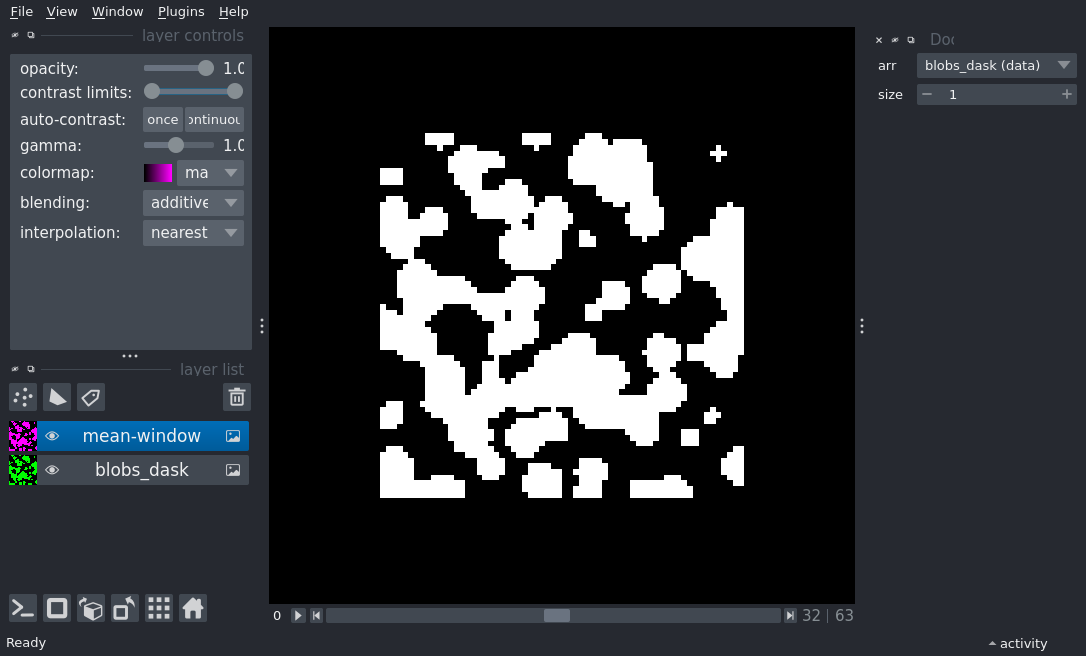 File View Window Plugins Help
layer controls
opacity: 1.0
contrast limits:
auto-contrast: once ontinuou
gamma: 1.0
colormap: ma
blending: additive
interpolation: nearest
layer list
mean-window
blobs_dask
Ready
0 32 | 63
Doc
arr blobs_dask (data)
size 1
activity